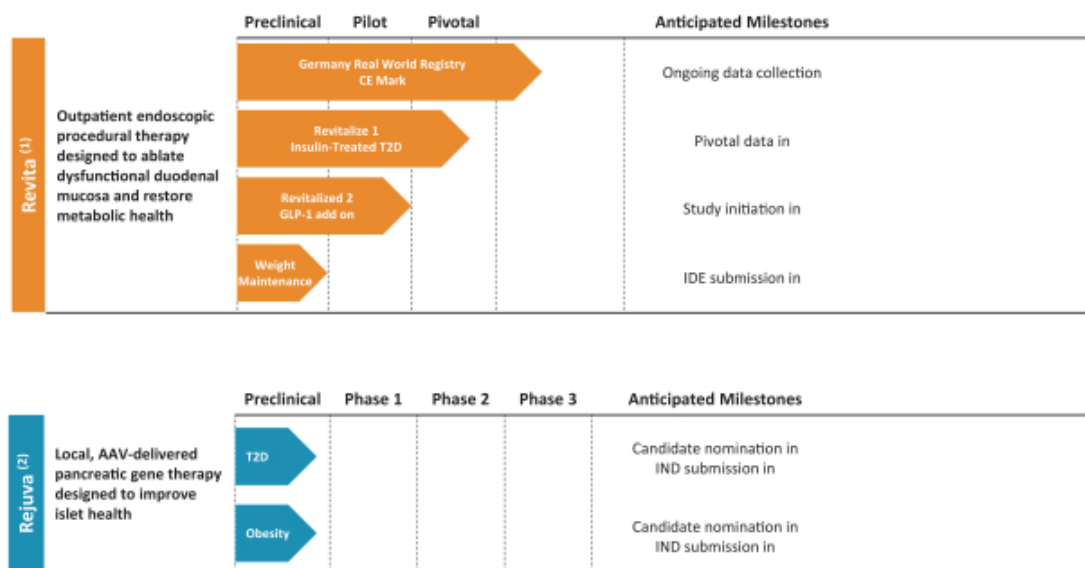 Preclinical Pilot Pivotal Anticipated Milestones
Revita (1)
Outpatient endoscopic
procedural therapy
designed to ablate
dysfunctional duodenal
mucosa and restore
metabolic health
Germany Real World Registry
CE Mark
Ongoing data collection
Revitalize 1
Insulin-Treated T2D
Pivotal data in
Revitalized 2
GLP-1 add on
Study initiation in
Weight
Maintenance
IDE submission in
Preclinical Phase 1 Phase 2 Phase 3 Anticipated Milestones
Rejuva (2)
Local, AAV-delivered
pancreatic gene therapy
designed to improve
islet health
T2D
Candidate nomination in
IND submission in
Obesity
Candidate nomination in
IND submission in